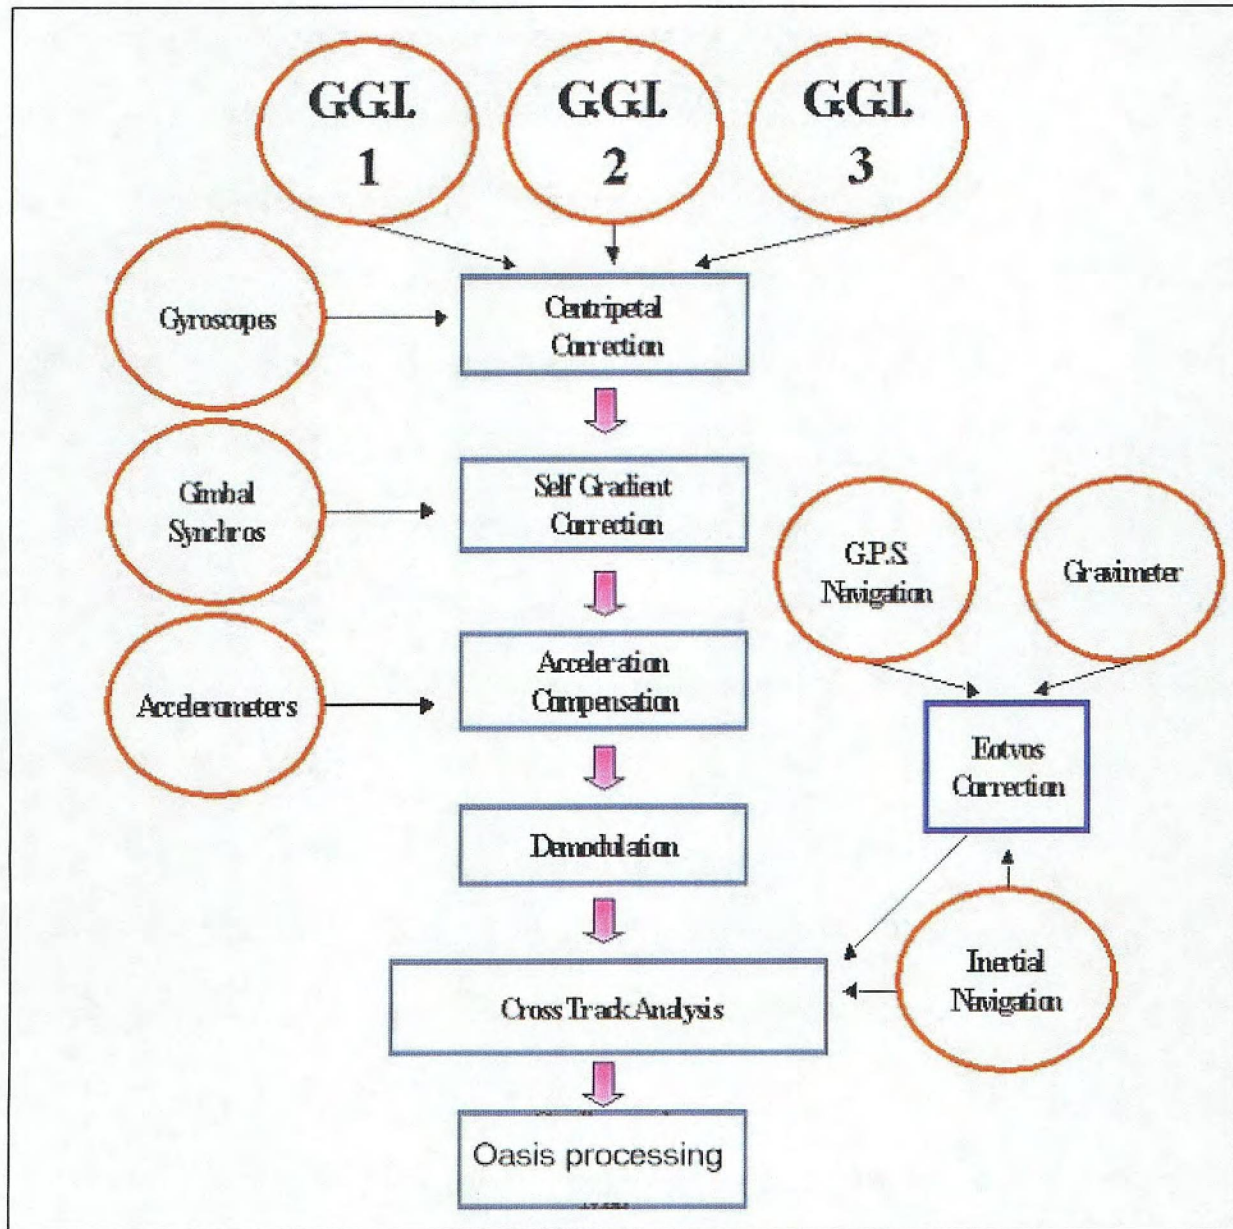 G.G.I.
1
G.G.I.
2
G.G.I.
3
Gyroscopes
Centripetal
Correction
Gimbal
Synchros
Self Gradient
Correction
G.P.S.
Navigation
Gravimeter
Accelerometers
Acceleration
Compensation
Eotvos
Correction
Demodulation
Inertial
Navigation
Cross Track Analysis
Oasis processing